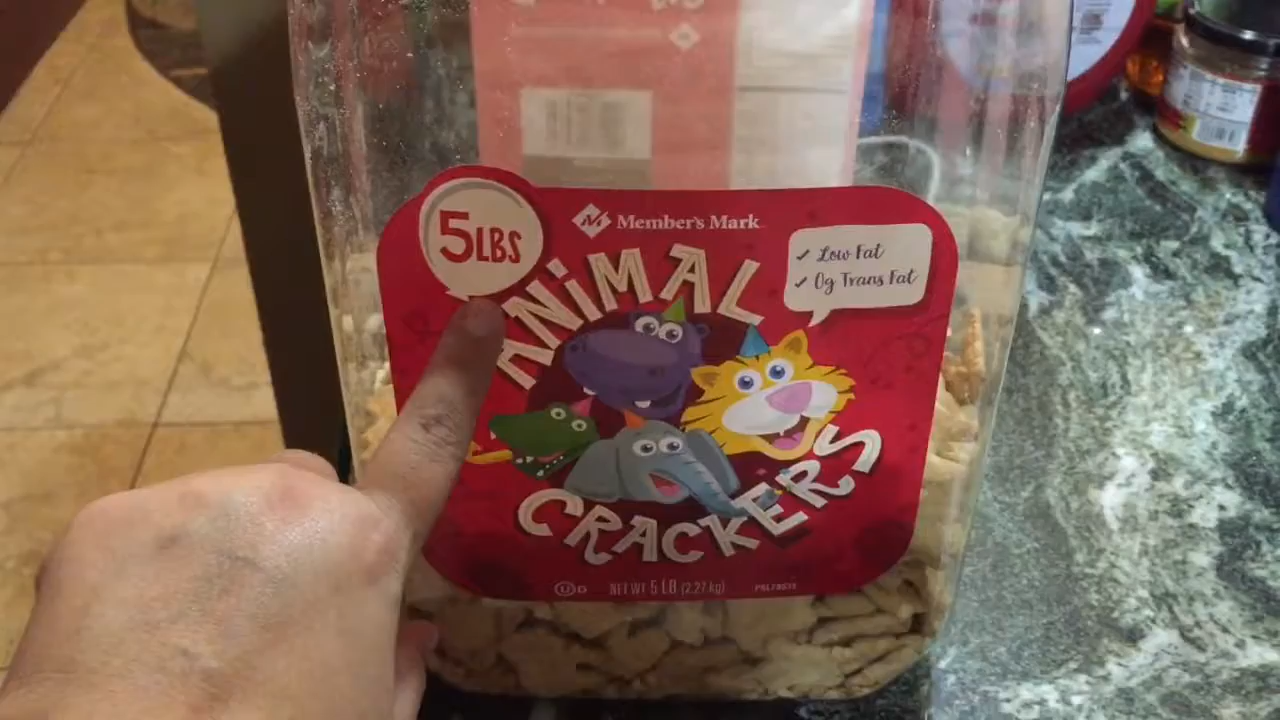 5LBS
Member's Mark
✓ Low Fat
✓ 0g Trans Fat
ANiMAL
CRACKERS
U D NET WT 5 LB (2.27 kg)